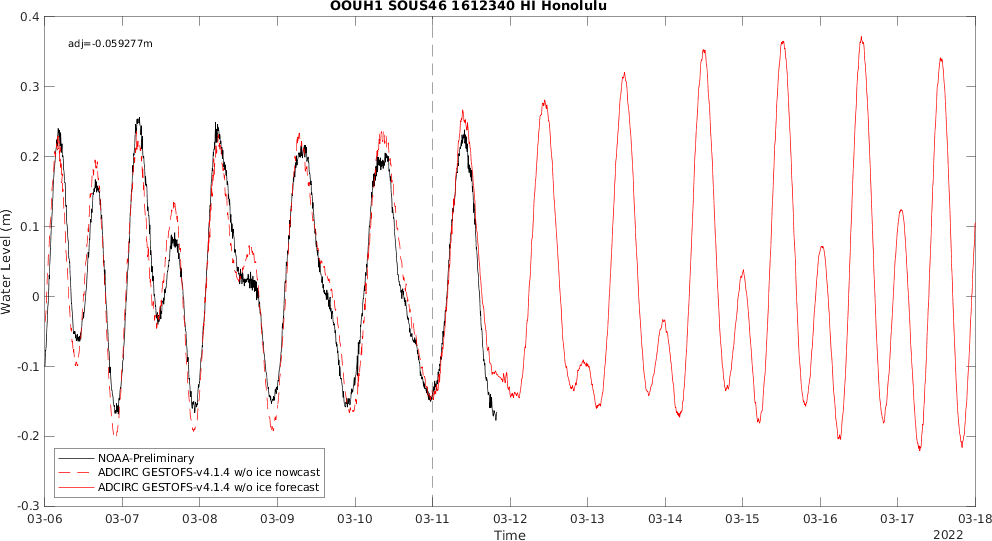 OOUH1 SOUS46 1612340 HI Honolulu
adj=-0.059277m
Water Level (m)
0.4
0.3
0.2
0.1
0
-0.1
-0.2
-0.3
NOAA-Preliminary
ADCIRC GESTOFS-v4.1.4 w/o ice nowcast
ADCIRC GESTOFS-v4.1.4 w/o ice forecast
03-06 03-07 03-08 03-09 03-10 03-11 03-12 03-13 03-14 03-15 03-16 03-17 03-18
Time
2022